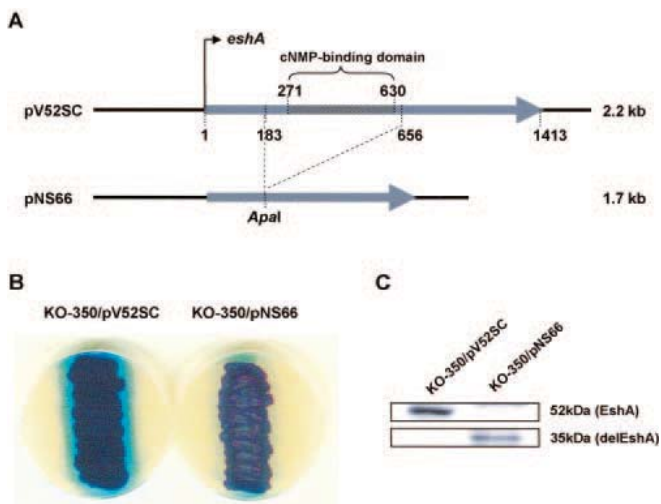 A
eshA
cNMP-binding domain
271 630
pV52SC 2.2 kb
1 183 656 1413
pNS66 1.7 kb
ApaI
B
KO-350/pV52SC KO-350/pNS66
C
KO-350/pV52SC
KO-350/pNS66
52kDa (EshA)
35kDa (delEshA)